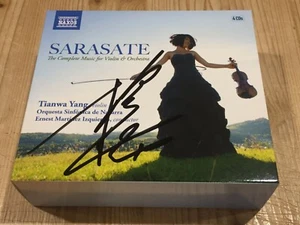 NAXOS
4 CDs
SARASATE
The Complete Music for Violin & Orchestra
Tianwa Yang, violin
Orquesta Sinfónica de Navarra
Ernest Martínez Izquierdo, conductor